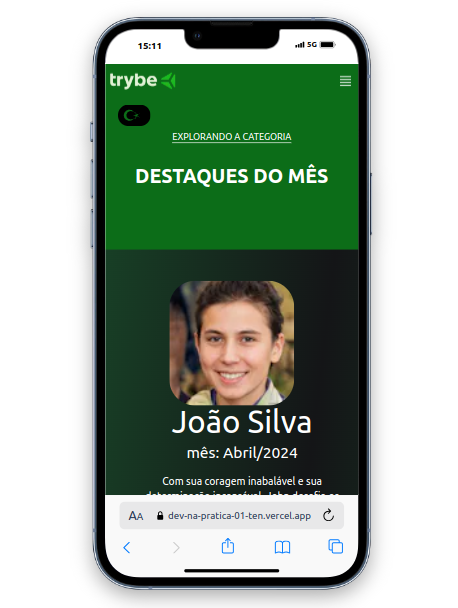 15:11
5G
trybe
EXPLORANDO A CATEGORIA
DESTAQUES DO MÊS
João Silva
mês: Abril/2024
Com sua coragem inabalável e sua
AA dev-na-pratica-01-ten.vercel.app